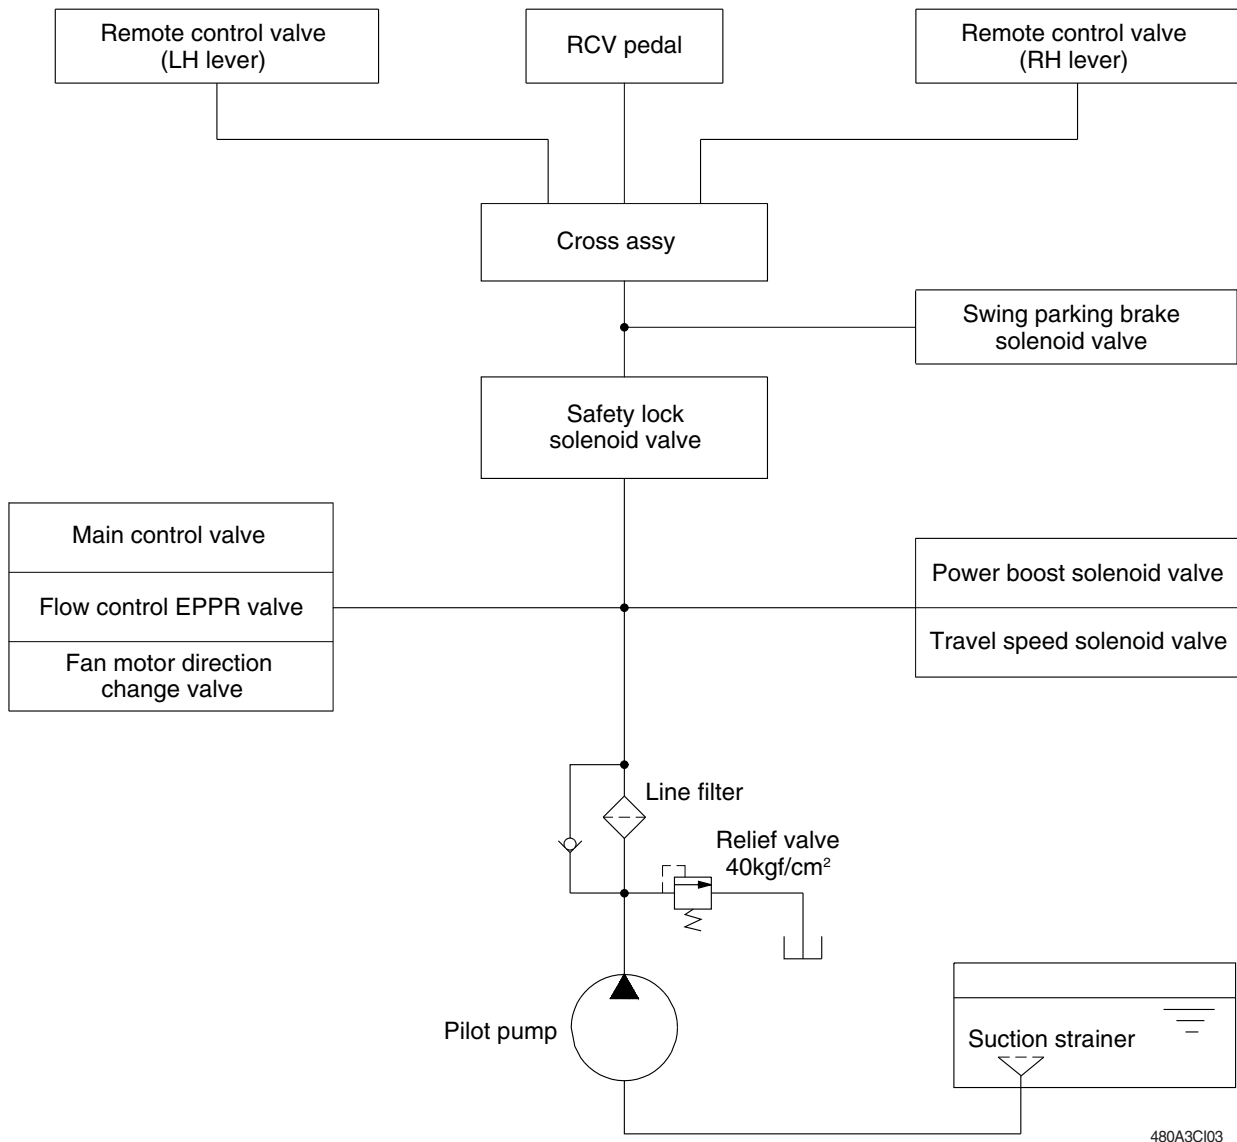 Remote control valve
(LH lever)
RCV pedal
Remote control valve
(RH lever)
Cross assy
Swing parking brake
solenoid valve
Safety lock
solenoid valve
Main control valve
Flow control EPPR valve
Fan motor direction
change valve
Power boost solenoid valve
Travel speed solenoid valve
Line filter
Relief valve
40kgf/cm²
Pilot pump
Suction strainer
480A3CI03